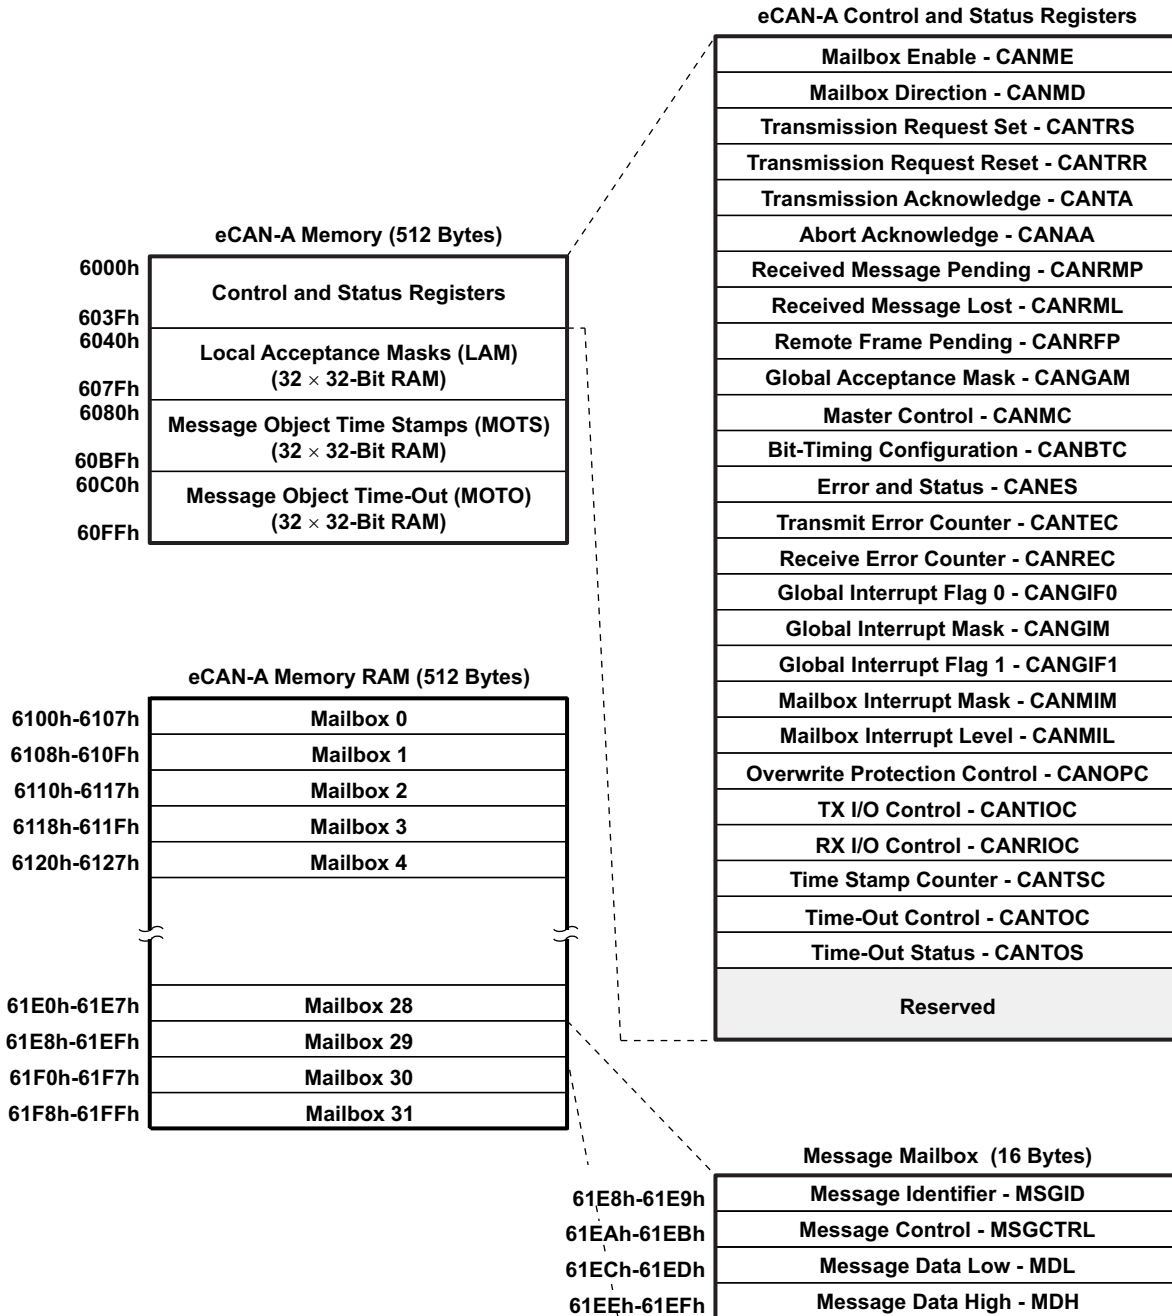 eCAN-A Control and Status Registers
Mailbox Enable - CANME
Mailbox Direction - CANMD
Transmission Request Set - CANTRS
Transmission Request Reset - CANTRR
Transmission Acknowledge - CANTA
Abort Acknowledge - CANAA
Received Message Pending - CANRMP
Received Message Lost - CANRML
Remote Frame Pending - CANRFP
Global Acceptance Mask - CANGAM
Master Control - CANMC
Bit-Timing Configuration - CANBTC
Error and Status - CANES
Transmit Error Counter - CANTEC
Receive Error Counter - CANREC
Global Interrupt Flag 0 - CANGIF0
Global Interrupt Mask - CANGIM
Global Interrupt Flag 1 - CANGIF1
Mailbox Interrupt Mask - CANMIM
Mailbox Interrupt Level - CANMIL
Overwrite Protection Control - CANOPC
TX I/O Control - CANTIOC
RX I/O Control - CANRIOC
Time Stamp Counter - CANTSC
Time-Out Control - CANTOC
Time-Out Status - CANTOS
Reserved
eCAN-A Memory (512 Bytes)
6000h
Control and Status Registers
603Fh
6040h
Local Acceptance Masks (LAM)
(32 × 32-Bit RAM)
607Fh
6080h
Message Object Time Stamps (MOTS)
(32 × 32-Bit RAM)
60BFh
60C0h
Message Object Time-Out (MOTO)
(32 × 32-Bit RAM)
60FFh
eCAN-A Memory RAM (512 Bytes)
6100h-6107h Mailbox 0
6108h-610Fh Mailbox 1
6110h-6117h Mailbox 2
6118h-611Fh Mailbox 3
6120h-6127h Mailbox 4
61E0h-61E7h Mailbox 28
61E8h-61EFh Mailbox 29
61F0h-61F7h Mailbox 30
61F8h-61FFh Mailbox 31
Message Mailbox (16 Bytes)
61E8h-61E9h Message Identifier - MSGID
61EAh-61EBh Message Control - MSGCTRL
61ECh-61EDh Message Data Low - MDL
61EEh-61EFh Message Data High - MDH